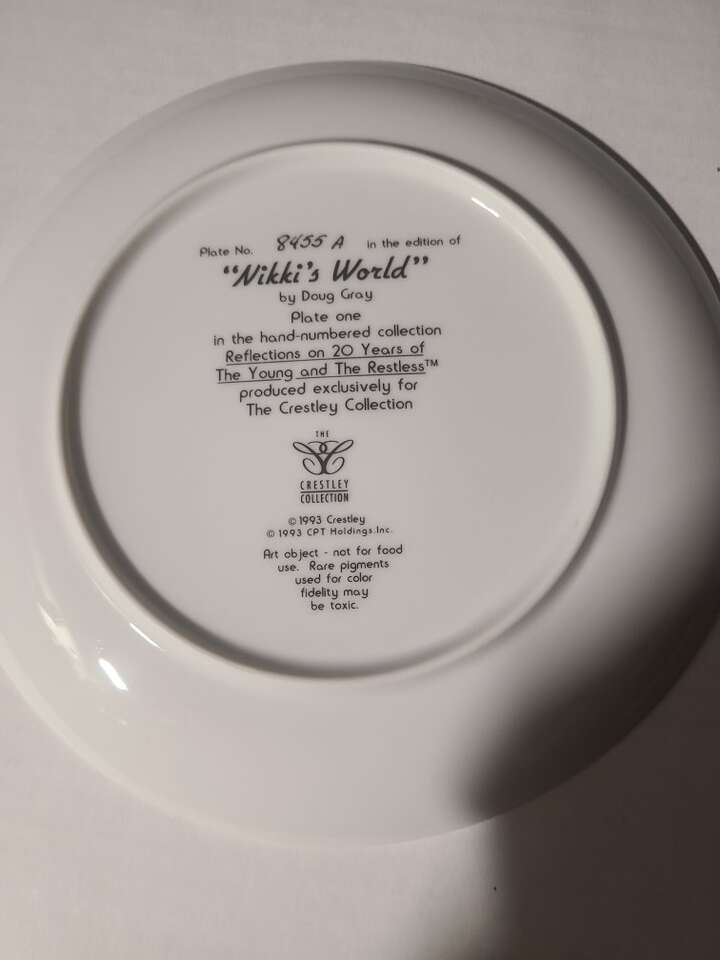 Plate No. 8455 A in the edition of
"Nikki's World"
by Doug Gray
Plate one
in the hand-numbered collection
Reflections on 20 Years of
The Young and The Restless™
produced exclusively for
The Crestley Collection
THE
CRESTLEY
COLLECTION
© 1993 Crestley
© 1993 CPT Holdings.Inc.
Art object - not for food
use. Rare pigments
used for color
fidelity may
be toxic.